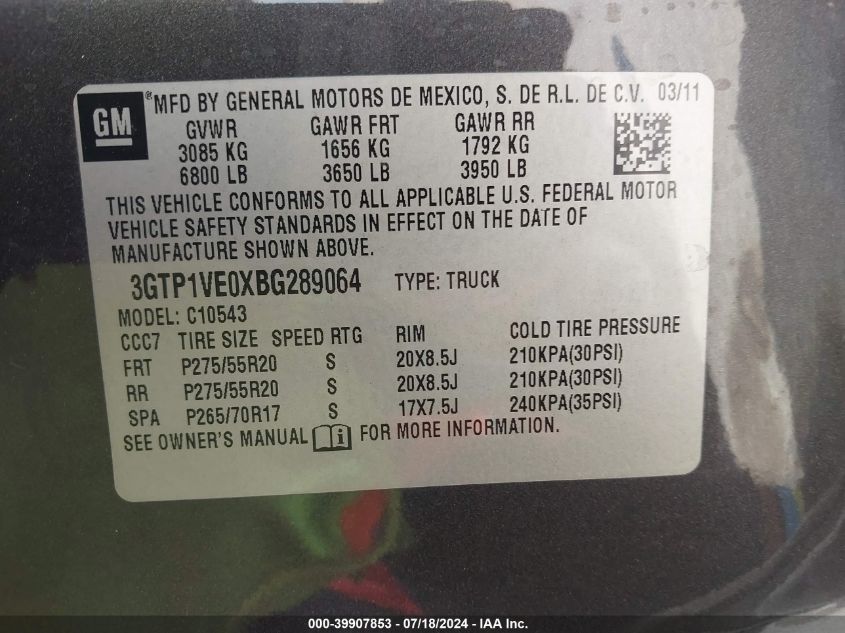 GM
® MFD BY GENERAL MOTORS DE MEXICO, S. DE R.L. DE C.V. 03/11
GVWR GAWR FRT GAWR RR
3085 KG 1656 KG 1792 KG
6800 LB 3650 LB 3950 LB
THIS VEHICLE CONFORMS TO ALL APPLICABLE U.S. FEDERAL MOTOR
VEHICLE SAFETY STANDARDS IN EFFECT ON THE DATE OF
MANUFACTURE SHOWN ABOVE.
3GTP1VE0XBG289064 TYPE: TRUCK
MODEL: C10543
CCC7 TIRE SIZE SPEED RTG RIM COLD TIRE PRESSURE
FRT P275/55R20 S 20X8.5J 210KPA(30PSI)
RR P275/55R20 S 20X8.5J 210KPA(30PSI)
SPA P265/70R17 S 17X7.5J 240KPA(35PSI)
SEE OWNER'S MANUAL i FOR MORE INFORMATION.
000-39907853 - 07/18/2024 - IAA Inc.